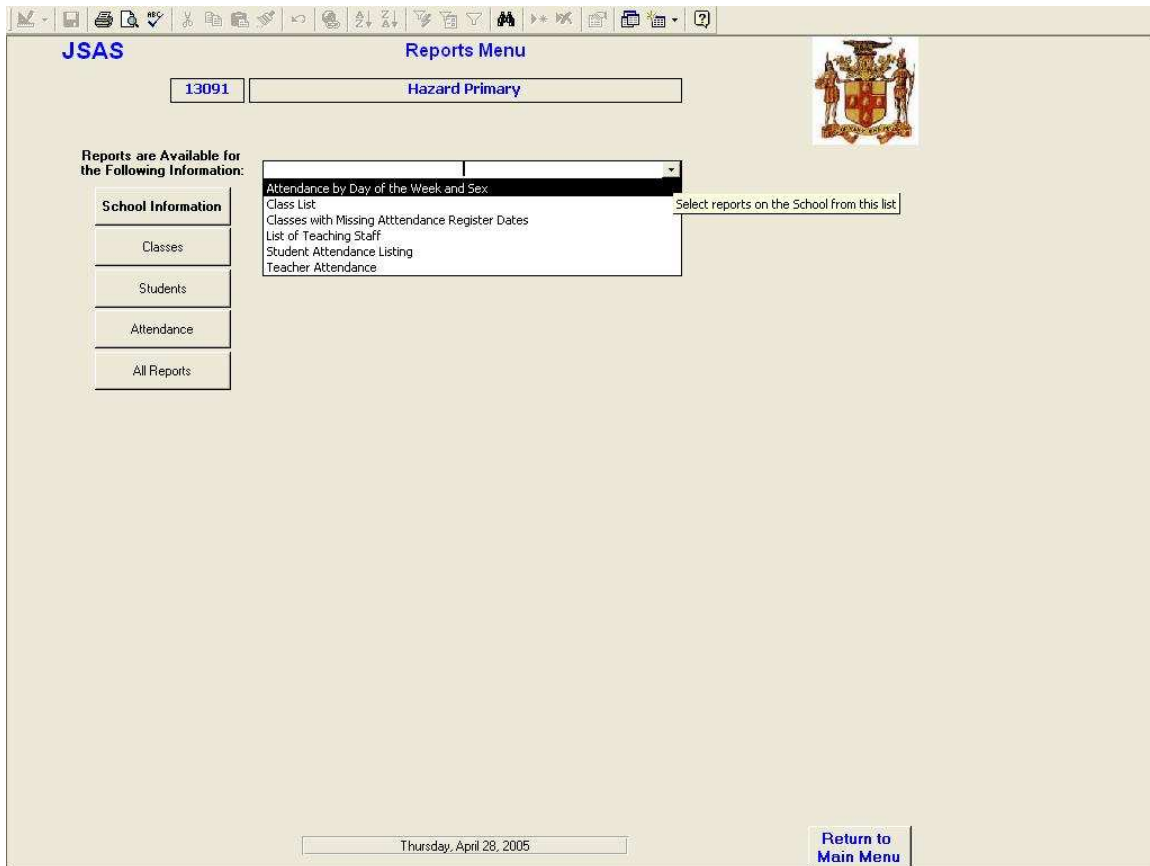 JSAS
Reports Menu
13091
Hazard Primary
Reports are Available for
the Following Information:
Attendance by Day of the Week and Sex
Class List
Classes with Missing Atttendance Register Dates
List of Teaching Staff
Student Attendance Listing
Teacher Attendance
Select reports on the School from this list
School Information
Classes
Students
Attendance
All Reports
Thursday, April 28, 2005
Return to
Main Menu